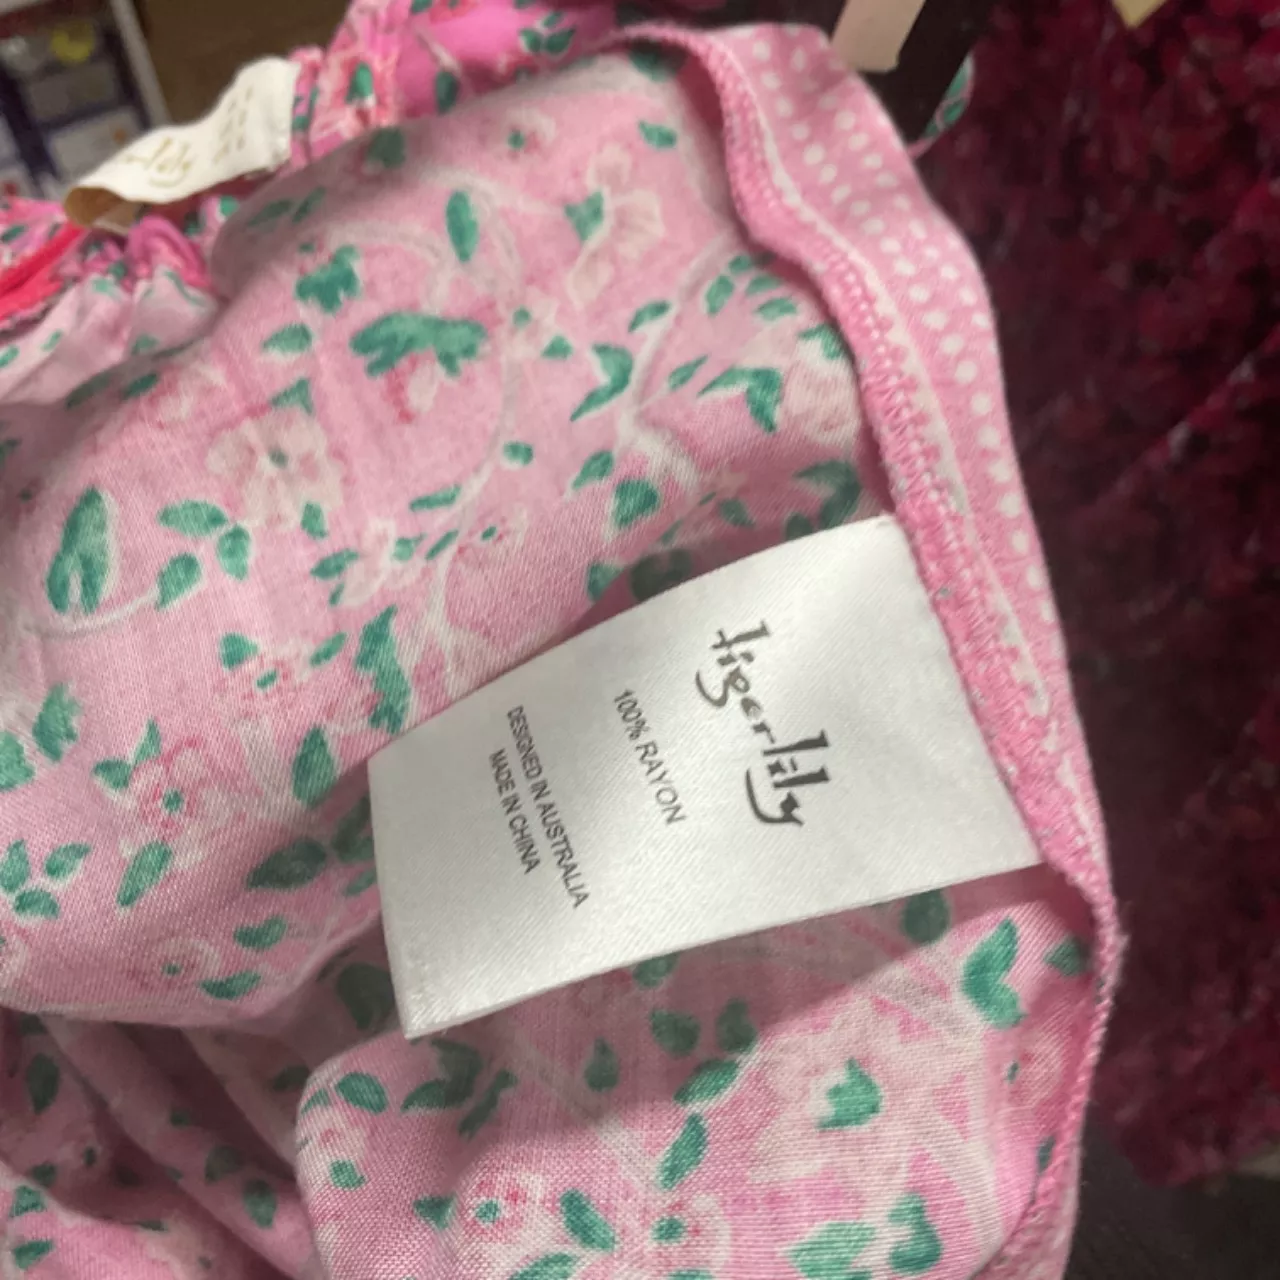 tigerlily
100% RAYON
DESIGNED IN AUSTRALIA
MADE IN CHINA